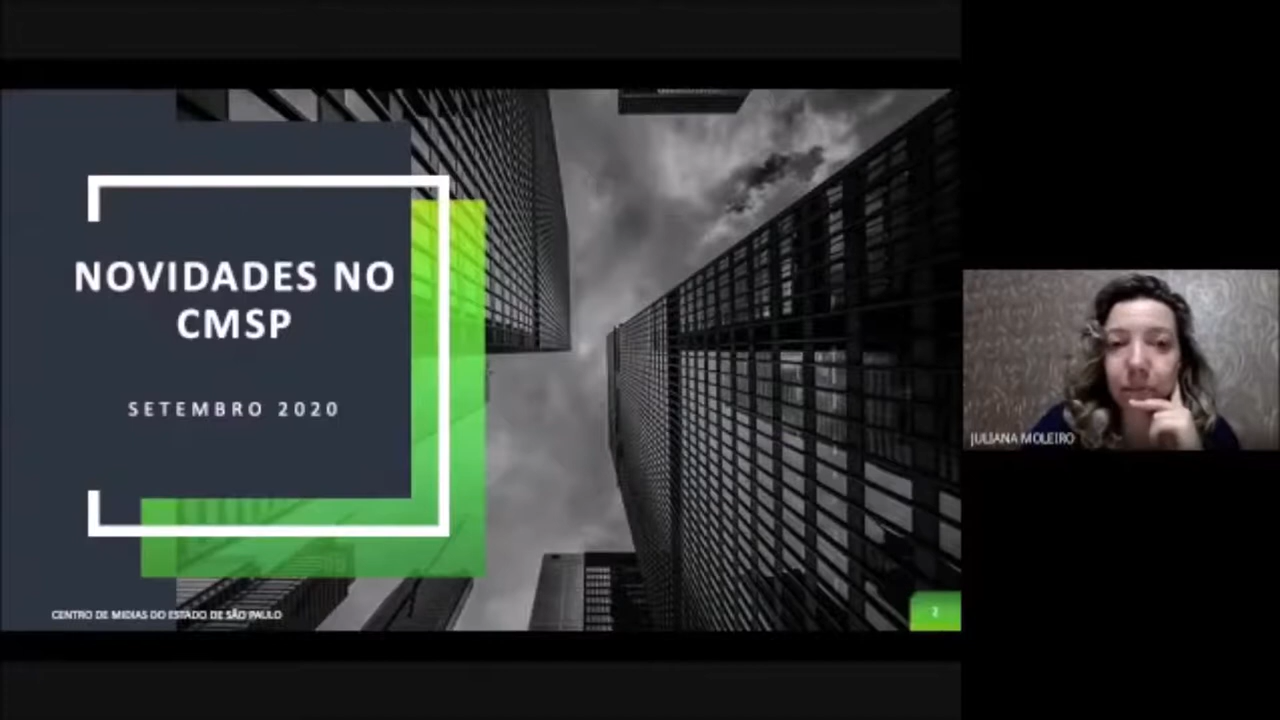 NOVIDADES NO
CMSP
SETEMBRO 2020
CENTRO DE MIDIAS DO ESTADO DE SÃO PAULO
2
JULIANA MOLEIRO